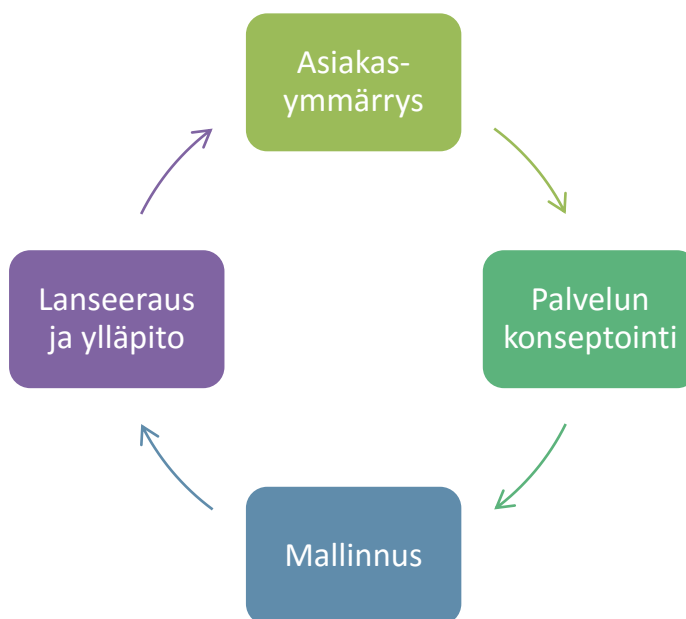 Asiakas-
ymmärrys
Palvelun
konseptointi
Mallinnus
Lanseeraus
ja ylläpito